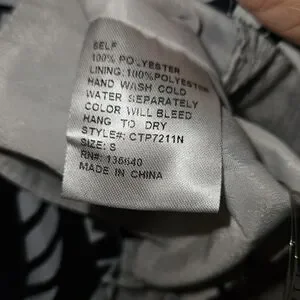 SELF
100% POLYESTER
LINING: 100%POLYESTER
HAND WASH COLD
WATER SEPARATELY
COLOR WILL BLEED
HANG TO DRY
STYLE#: CTP7211N
SIZE: S
RN#: 136640
MADE IN CHINA